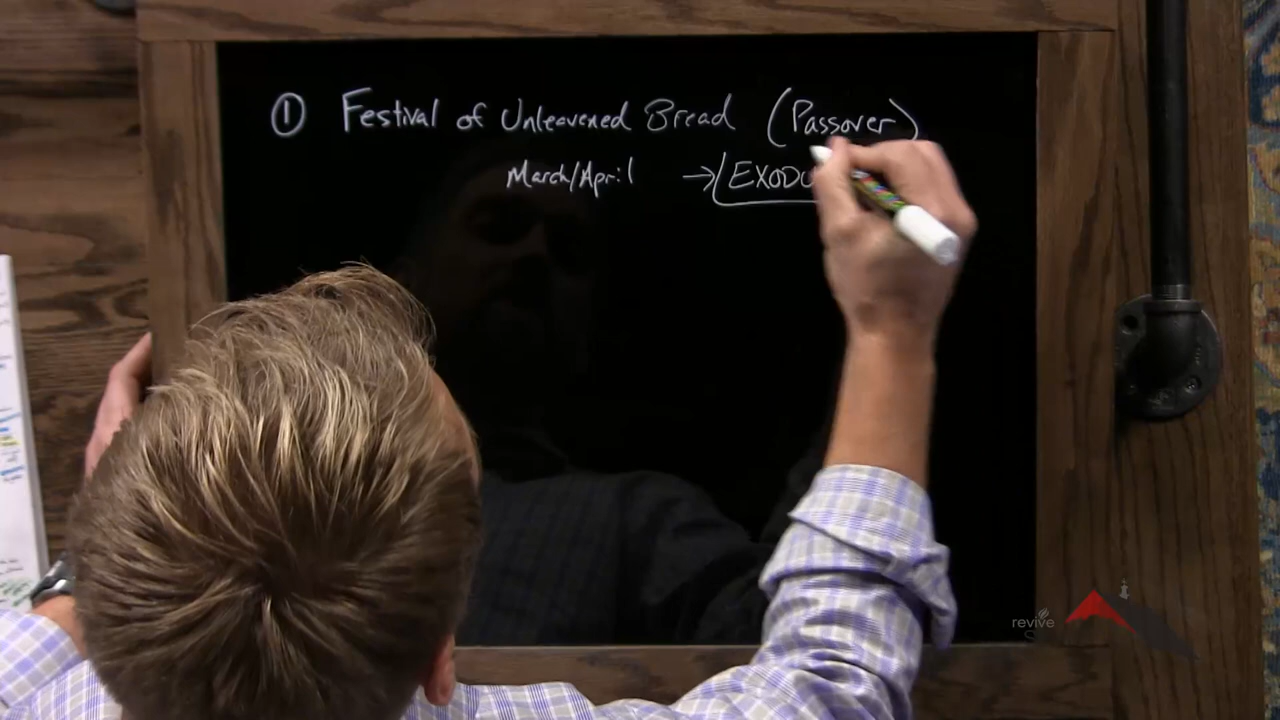 ① Festival of Unleavened Bread (Passover)
March/April → EXODU
revive
S